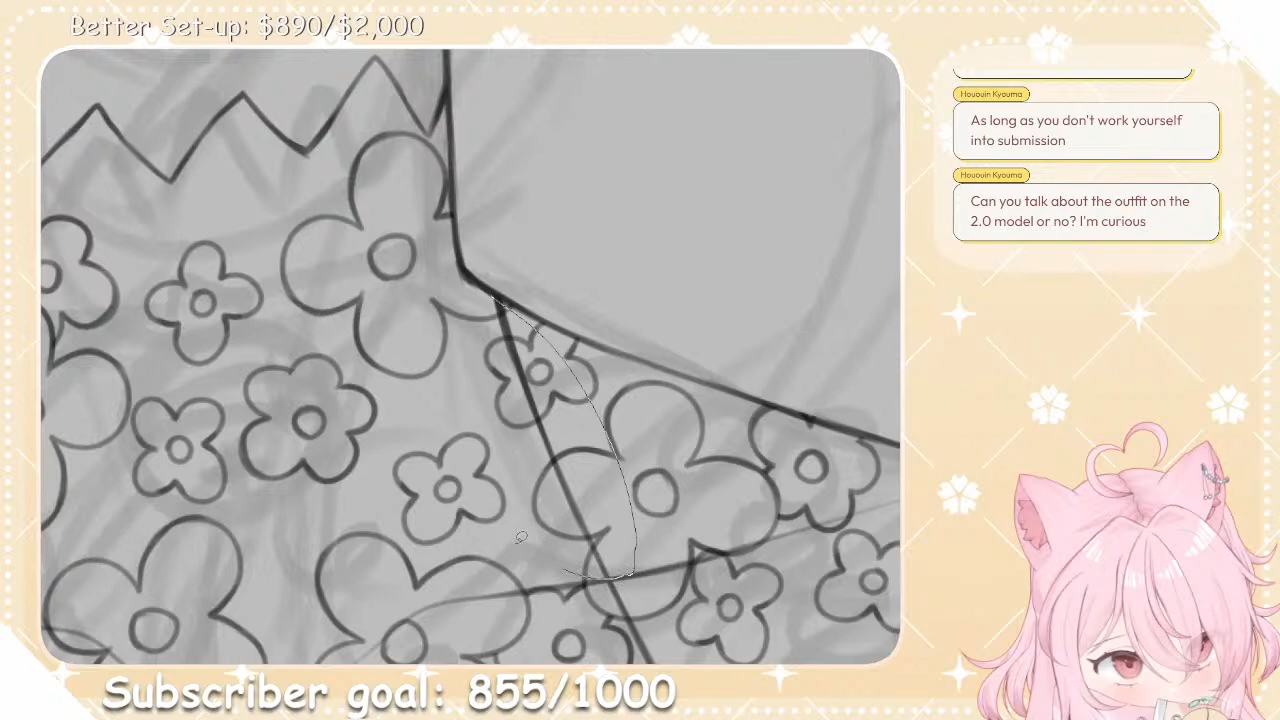 Better Set-up: $890/$2,000
Hououin Kyouma
As long as you don't work yourself
into submission
Hououin Kyouma
Can you talk about the outfit on the
2.0 model or no? I'm curious
Subscriber goal: 855/1000